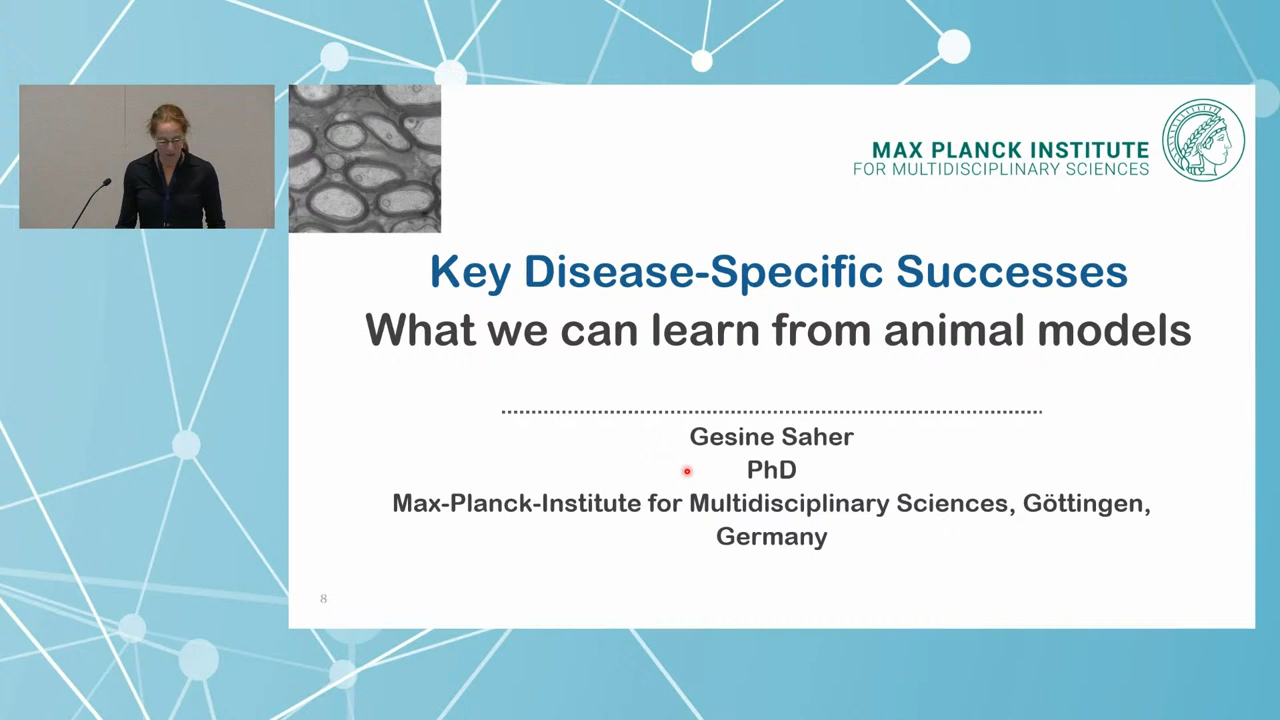 MAX PLANCK INSTITUTE
FOR MULTIDISCIPLINARY SCIENCES
Key Disease-Specific Successes
What we can learn from animal models
Gesine Saher
PhD
Max-Planck-Institute for Multidisciplinary Sciences, Göttingen,
Germany
8